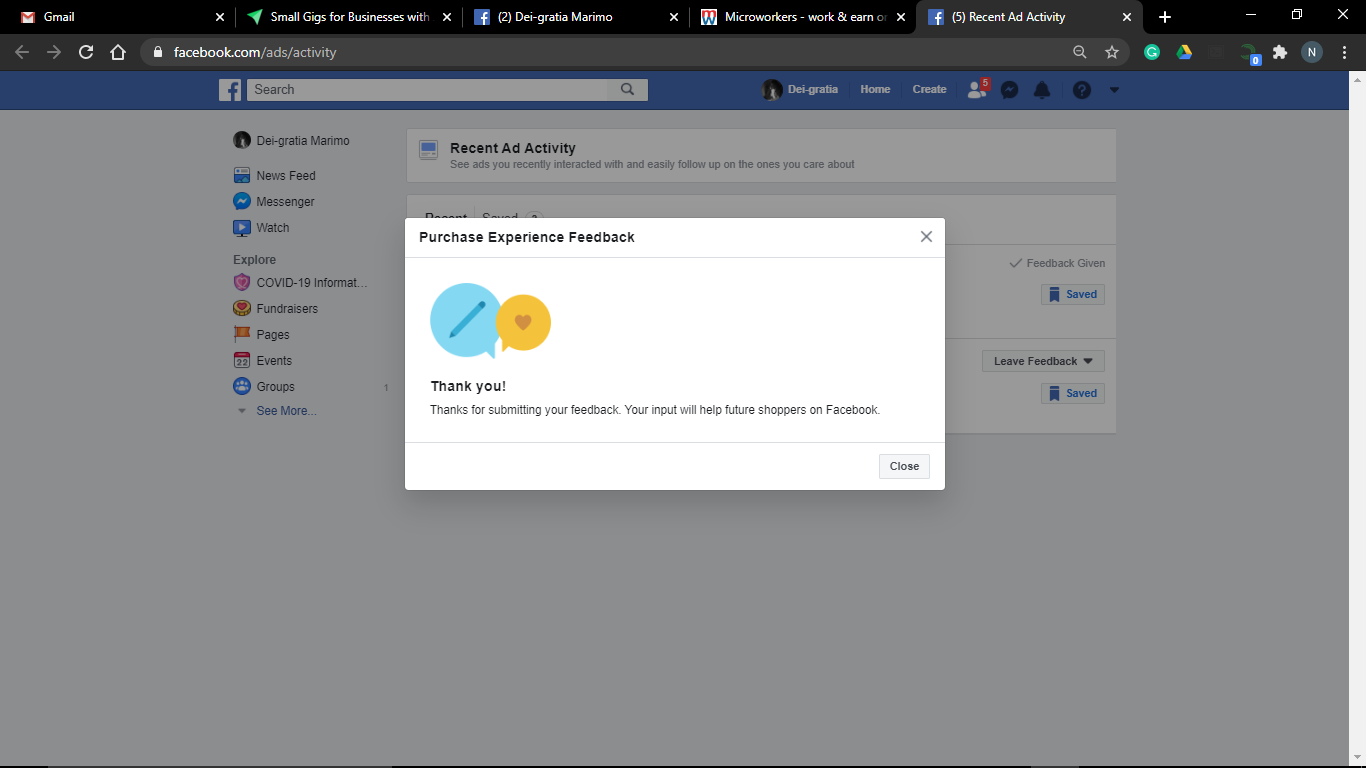 Gmail
Small Gigs for Businesses with
(2) Dei-gratia Marimo
Microworkers - work & earn or
(5) Recent Ad Activity
facebook.com/ads/activity
N
0
Search
Dei-gratia
Home
Create
5
Dei-gratia Marimo
News Feed
Messenger
Watch
Explore
COVID-19 Informat...
Fundraisers
Pages
22
Events
Groups
1
See More...
Recent Ad Activity
See ads you recently interacted with and easily follow up on the ones you care about
Recent
Saved
Purchase Experience Feedback
Thank you!
Thanks for submitting your feedback. Your input will help future shoppers on Facebook.
Close
Feedback Given
Saved
Leave Feedback
Saved